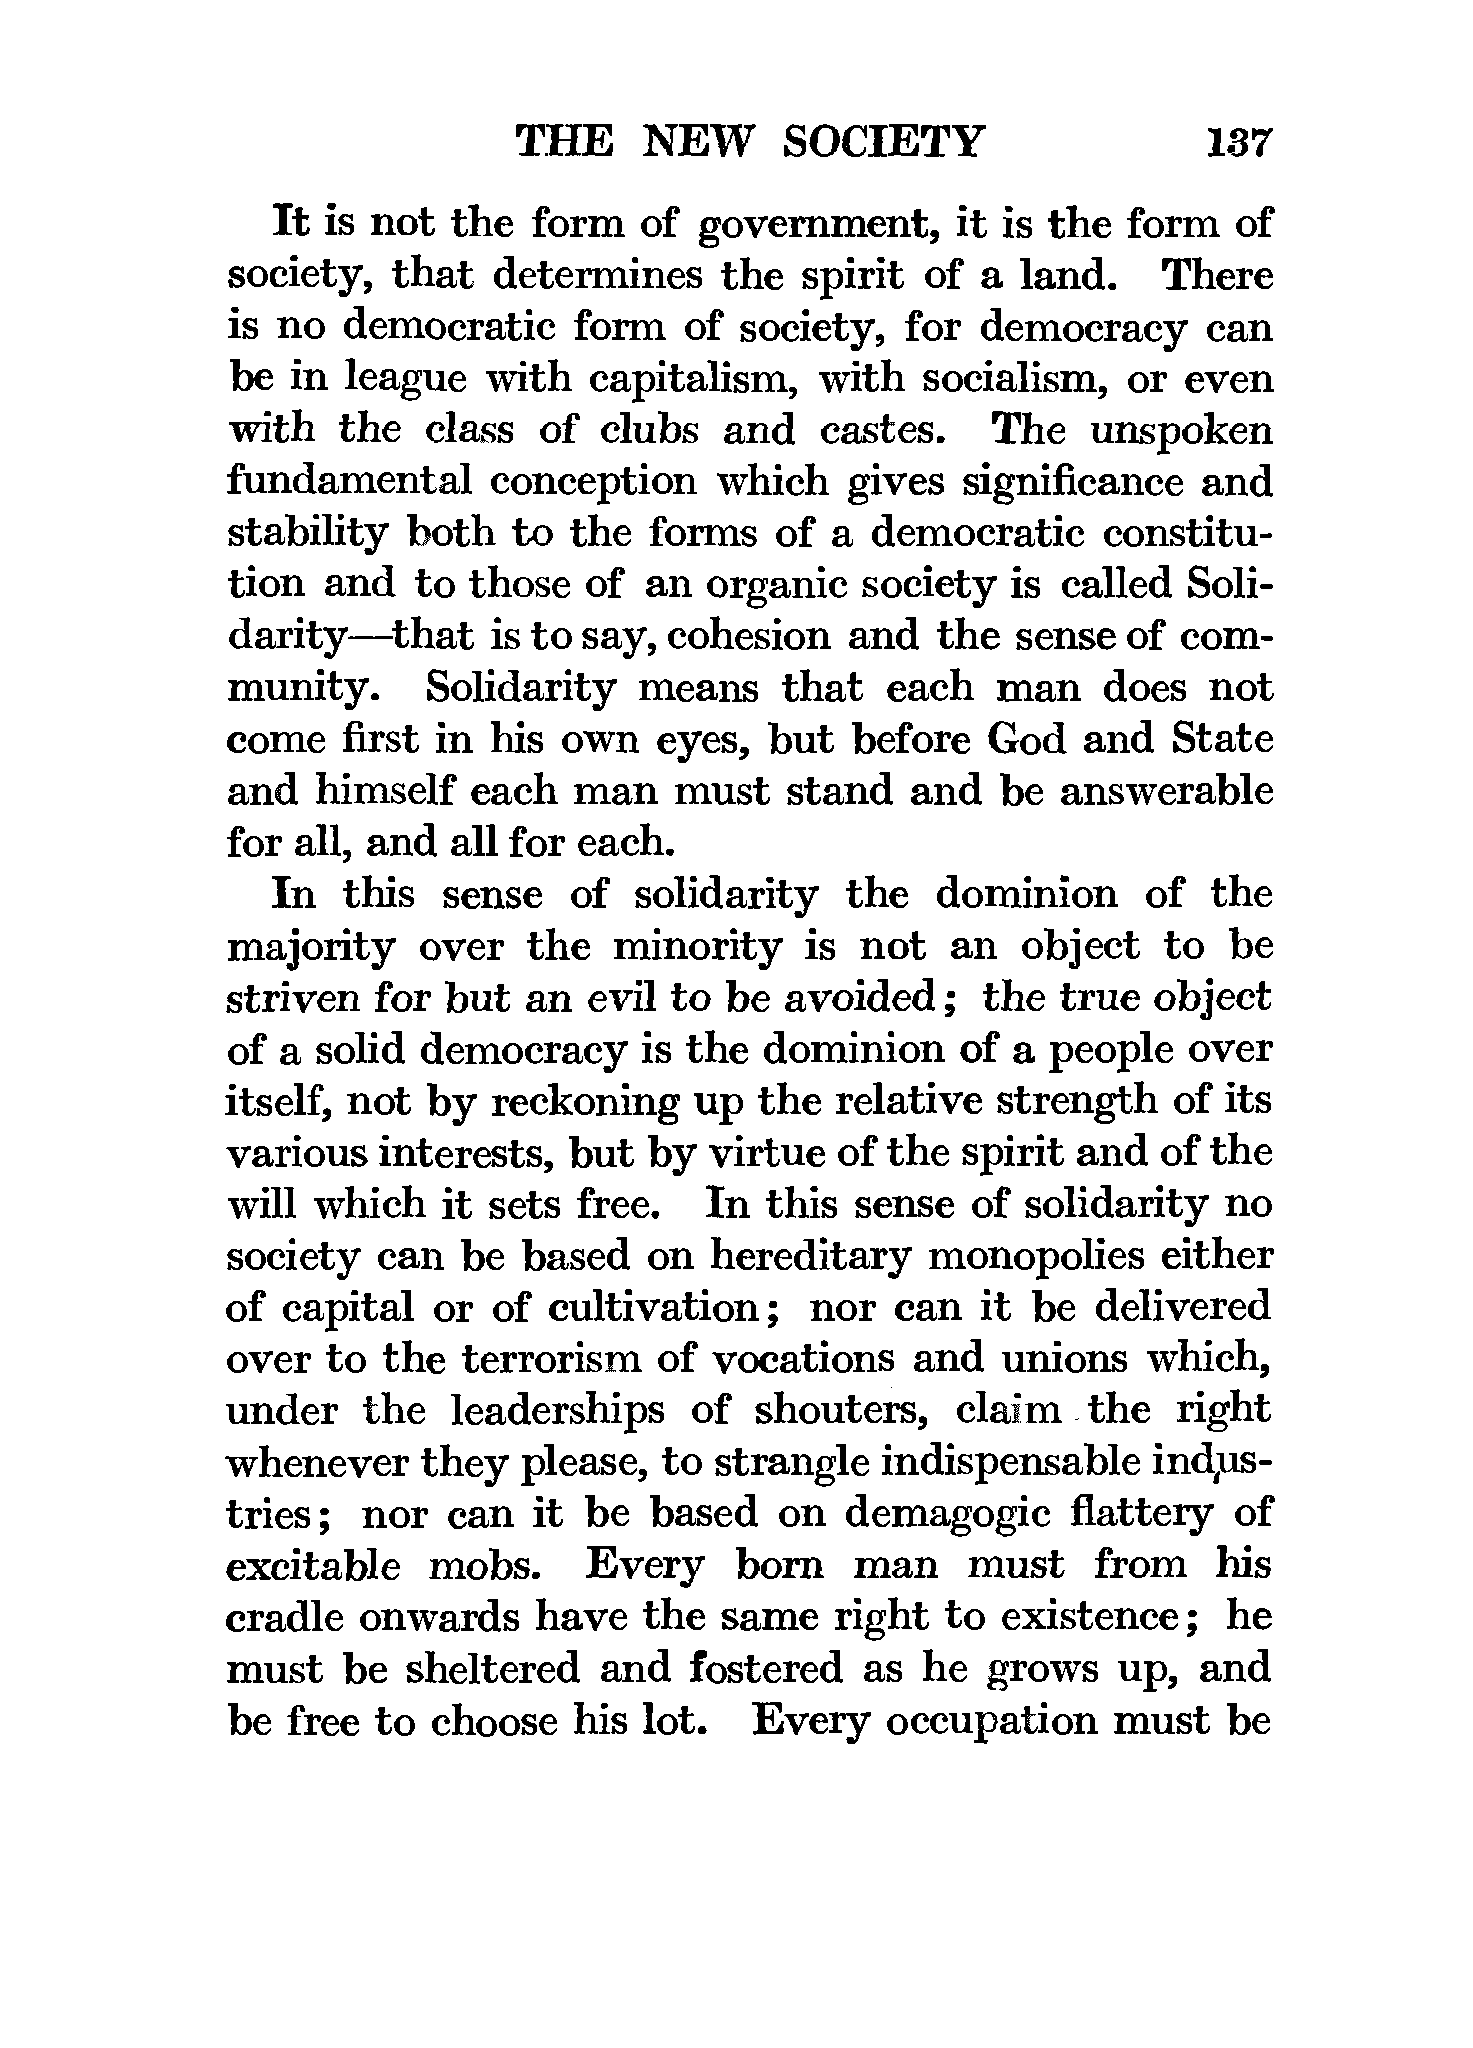 THE NEW SOCIETY 137
It is not the form of government, it is the form of
society, that determines the spirit of a land. There
is no democratic form of society, for democracy can
be in league with capitalism, with socialism, or even
with the class of clubs and castes. The unspoken
fundamental conception which gives significance and
stability both to the forms of a democratic constitu-
tion and to those of an organic society is called Soli-
darity—that is to say, cohesion and the sense of com-
munity. Solidarity means that each man does not
come first in his own eyes, but before God and State
and himself each man must stand and be answerable
for all, and all for each.
In this sense of solidarity the dominion of the
majority over the minority is not an object to be
striven for but an evil to be avoided; the true object
of a solid democracy is the dominion of a people over
itself, not by reckoning up the relative strength of its
various interests, but by virtue of the spirit and of the
will which it sets free. In this sense of solidarity no
society can be based on hereditary monopolies either
of capital or of cultivation; nor can it be delivered
over to the terrorism of vocations and unions which,
under the leaderships of shouters, claim the right
whenever they please, to strangle indispensable indus-
tries; nor can it be based on demagogic flattery of
excitable mobs. Every born man must from his
cradle onwards have the same right to existence; he
must be sheltered and fostered as he grows up, and
be free to choose his lot. Every occupation must be